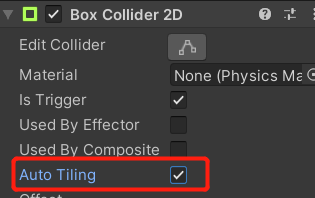 Box Collider 2D
Edit Collider
Material None (Physics Ma
Is Trigger
Used By Effector
Used By Composite
Auto Tiling
Offset